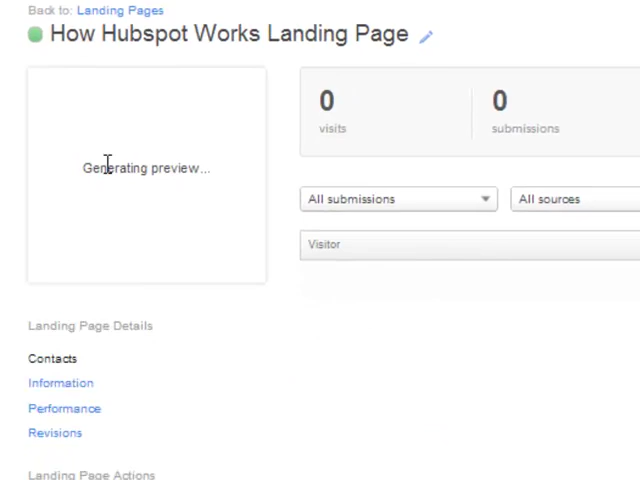 Back to: Landing Pages
How Hubspot Works Landing Page
0
visits
0
submissions
Generating preview...
All submissions
All sources
Visitor
Landing Page Details
Contacts
Information
Performance
Revisions
Landing Page Actions